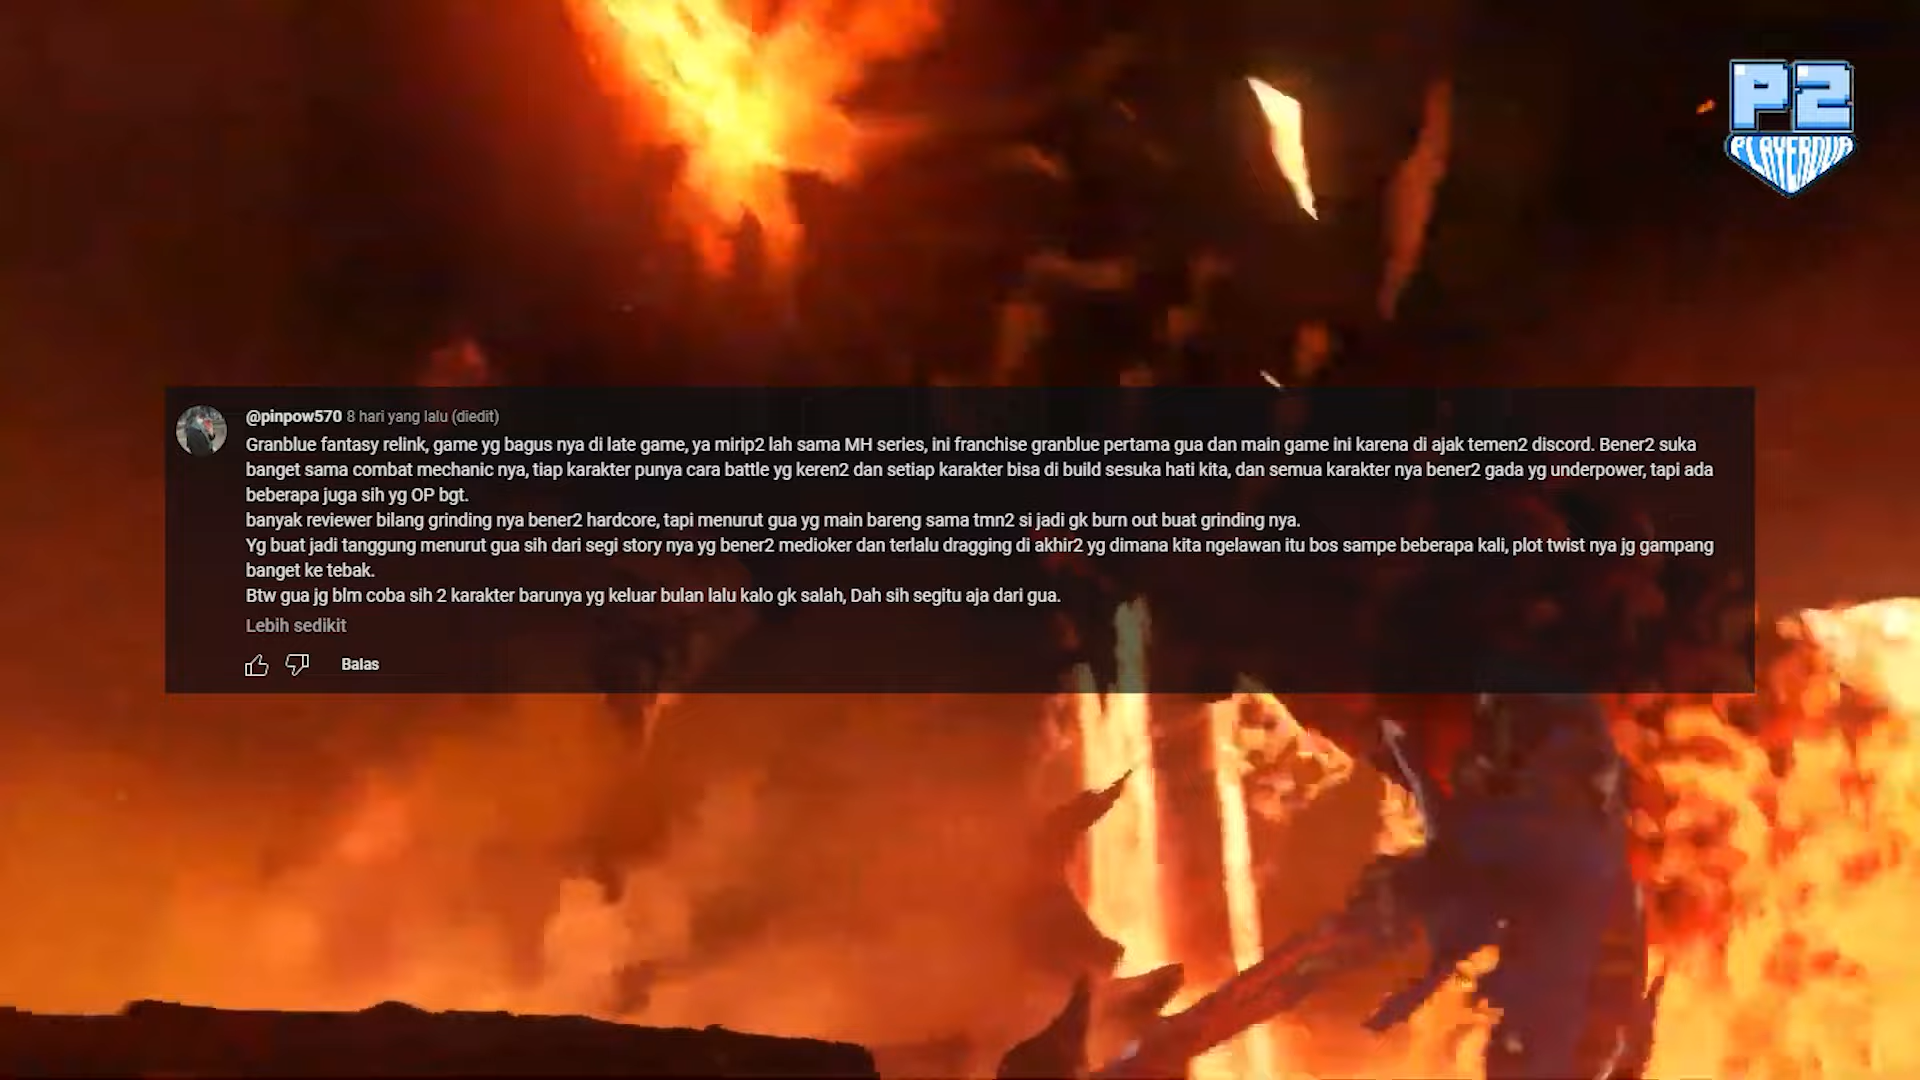 P2
PLAYERDUA
@pinpow570 8 hari yang lalu (diedit)
Granblue fantasy relink, game yg bagus nya di late game, ya mirip2 lah sama MH series, ini franchise granblue pertama gua dan main game ini karena di ajak temen2 discord. Bener2 suka
banget sama combat mechanic nya, tiap karakter punya cara battle yg keren2 dan setiap karakter bisa di build sesuka hati kita, dan semua karakter nya bener2 gada yg underpower, tapi ada
beberapa juga sih yg OP bgt.
banyak reviewer bilang grinding nya bener2 hardcore, tapi menurut gua yg main bareng sama tmn2 si jadi gk burn out buat grinding nya.
Yg buat jadi tanggung menurut gua sih dari segi story nya yg bener2 medioker dan terlalu dragging di akhir2 yg dimana kita ngelawan itu bos sampe beberapa kali, plot twist nya jg gampang
banget ke tebak.
Btw gua jg blm coba sih 2 karakter barunya yg keluar bulan lalu kalo gk salah, Dah sih segitu aja dari gua.
Lebih sedikit
Balas